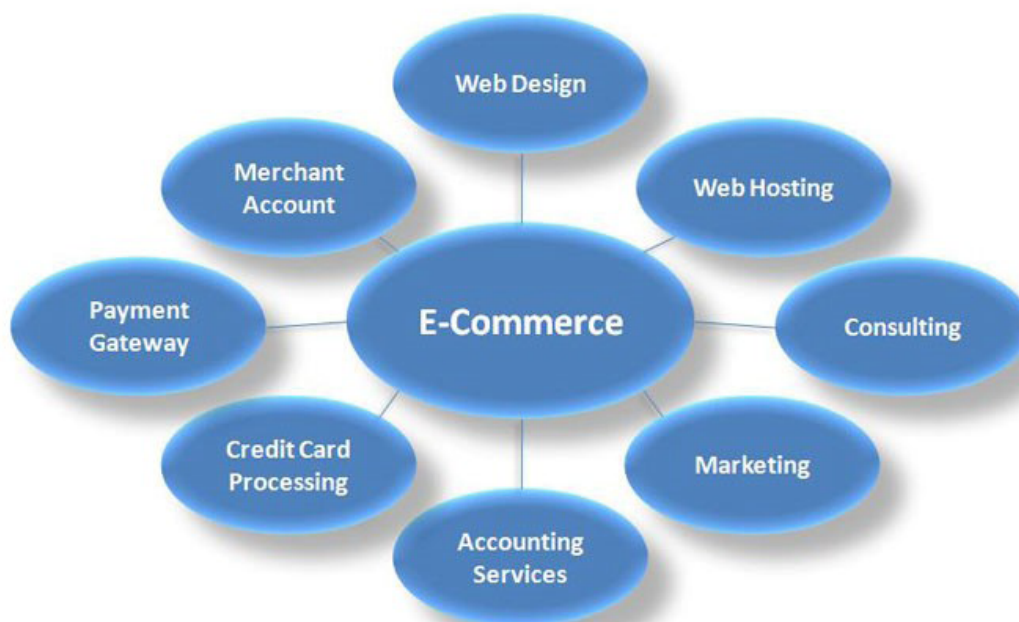 Web Design
Merchant
Account
Web Hosting
Payment
Gateway
E-Commerce
Consulting
Credit Card
Processing
Marketing
Accounting
Services